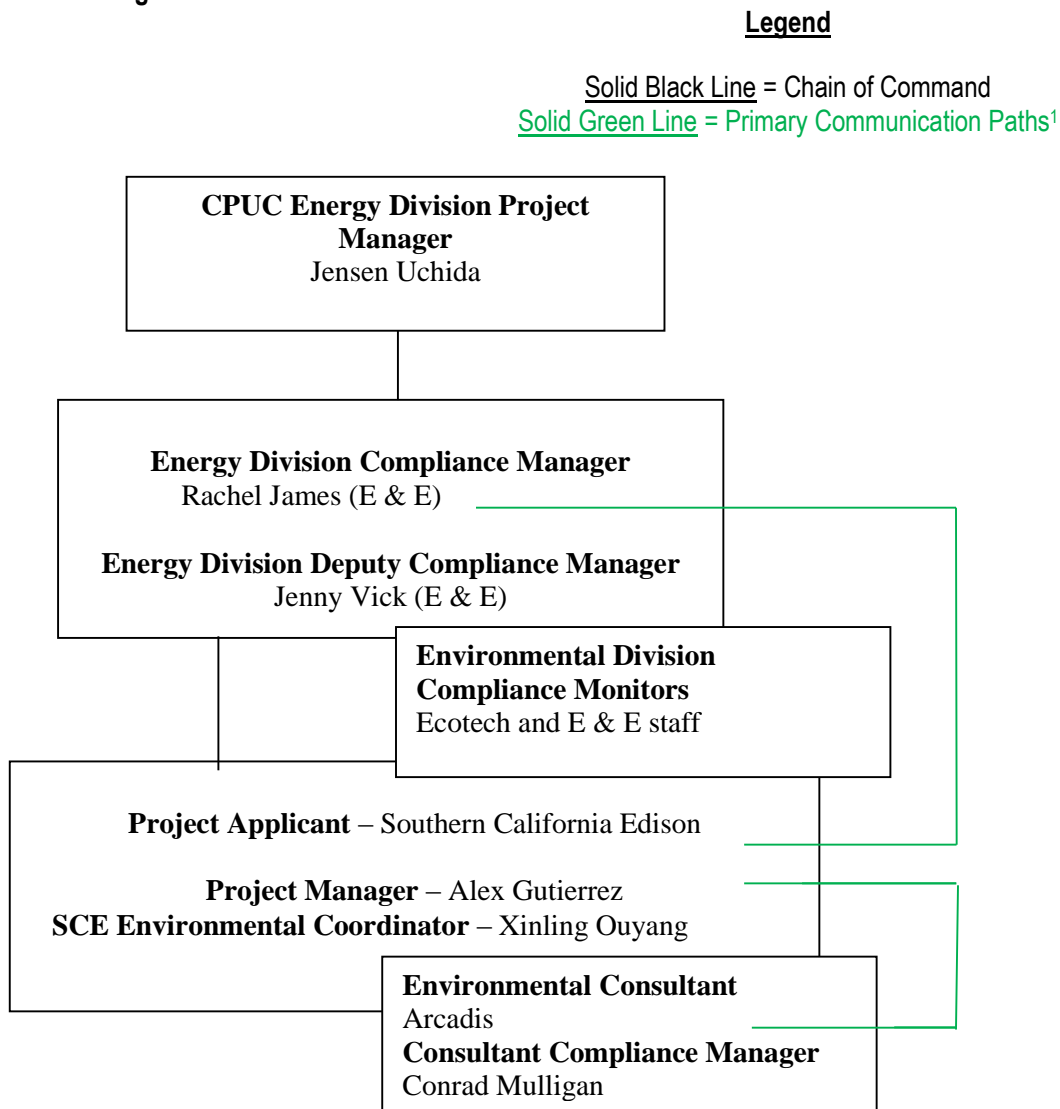 Legend
Solid Black Line = Chain of Command
Solid Green Line = Primary Communication Paths¹
CPUC Energy Division Project
Manager
Jensen Uchida
Energy Division Compliance Manager
Rachel James (E & E)
Energy Division Deputy Compliance Manager
Jenny Vick (E & E)
Environmental Division
Compliance Monitors
Ecotech and E & E staff
Project Applicant – Southern California Edison
Project Manager – Alex Gutierrez
SCE Environmental Coordinator – Xinling Ouyang
Environmental Consultant
Arcadis
Consultant Compliance Manager
Conrad Mulligan